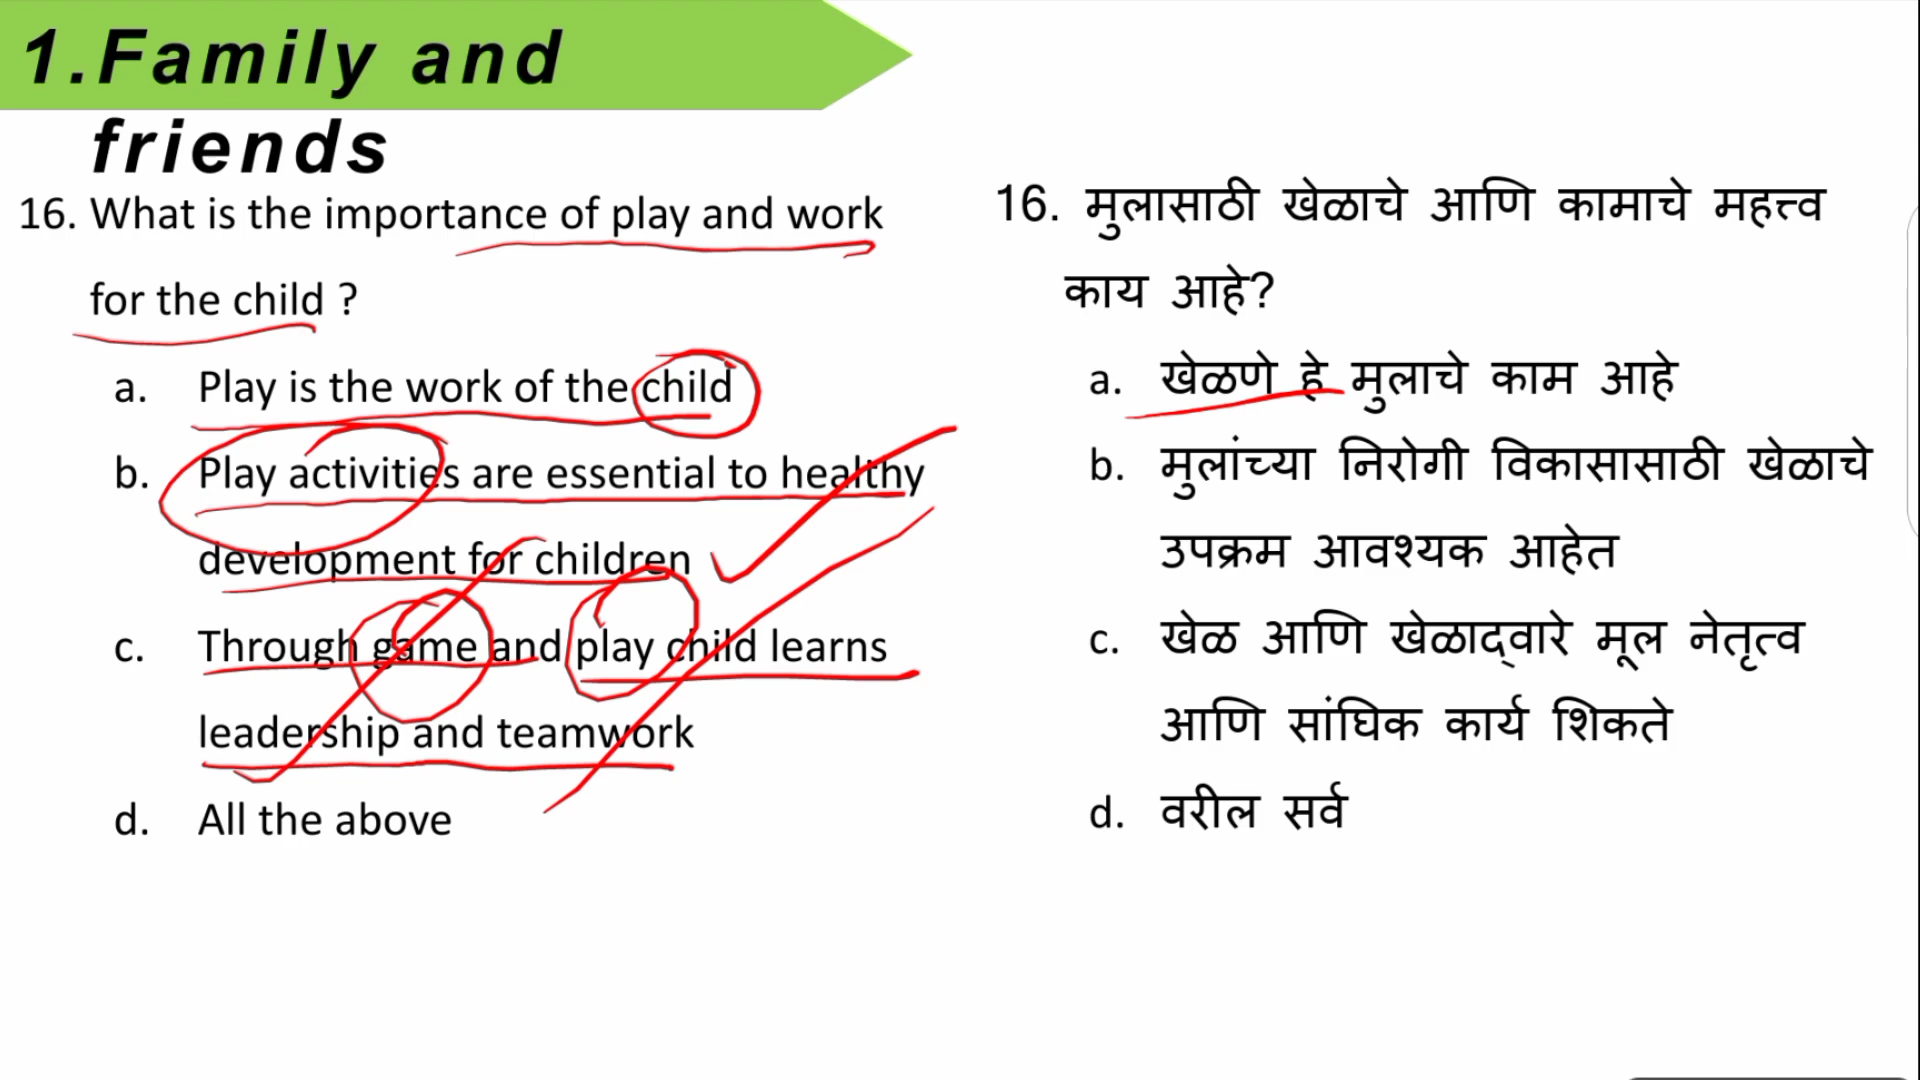 1.Family and
friends
16. What is the importance of play and work
for the child ?
a. Play is the work of the child
b. Play activities are essential to healthy
development for children
c. Through game and play child learns
leadership and teamwork
d. All the above
16. मुलासाठी खेळाचे आणि कामाचे महत्त्व
काय आहे?
a. खेळणे हे मुलाचे काम आहे
b. मुलांच्या निरोगी विकासासाठी खेळाचे
उपक्रम आवश्यक आहेत
c. खेळ आणि खेळाद्वारे मूल नेतृत्व
आणि सांघिक कार्य शिकते
d. वरील सर्व